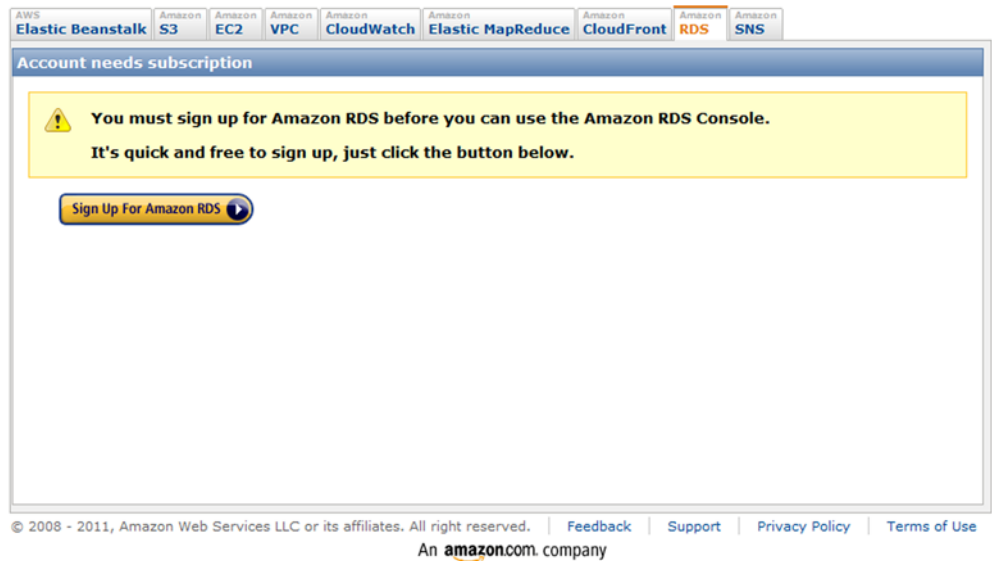 AWS Amazon Amazon Amazon Amazon Amazon Amazon Amazon Amazon
Elastic Beanstalk S3 EC2 VPC CloudWatch Elastic MapReduce CloudFront RDS SNS
Account needs subscription
You must sign up for Amazon RDS before you can use the Amazon RDS Console.
It's quick and free to sign up, just click the button below.
Sign Up For Amazon RDS
© 2008 - 2011, Amazon Web Services LLC or its affiliates. All right reserved. Feedback Support Privacy Policy Terms of Use
An amazon.com. company